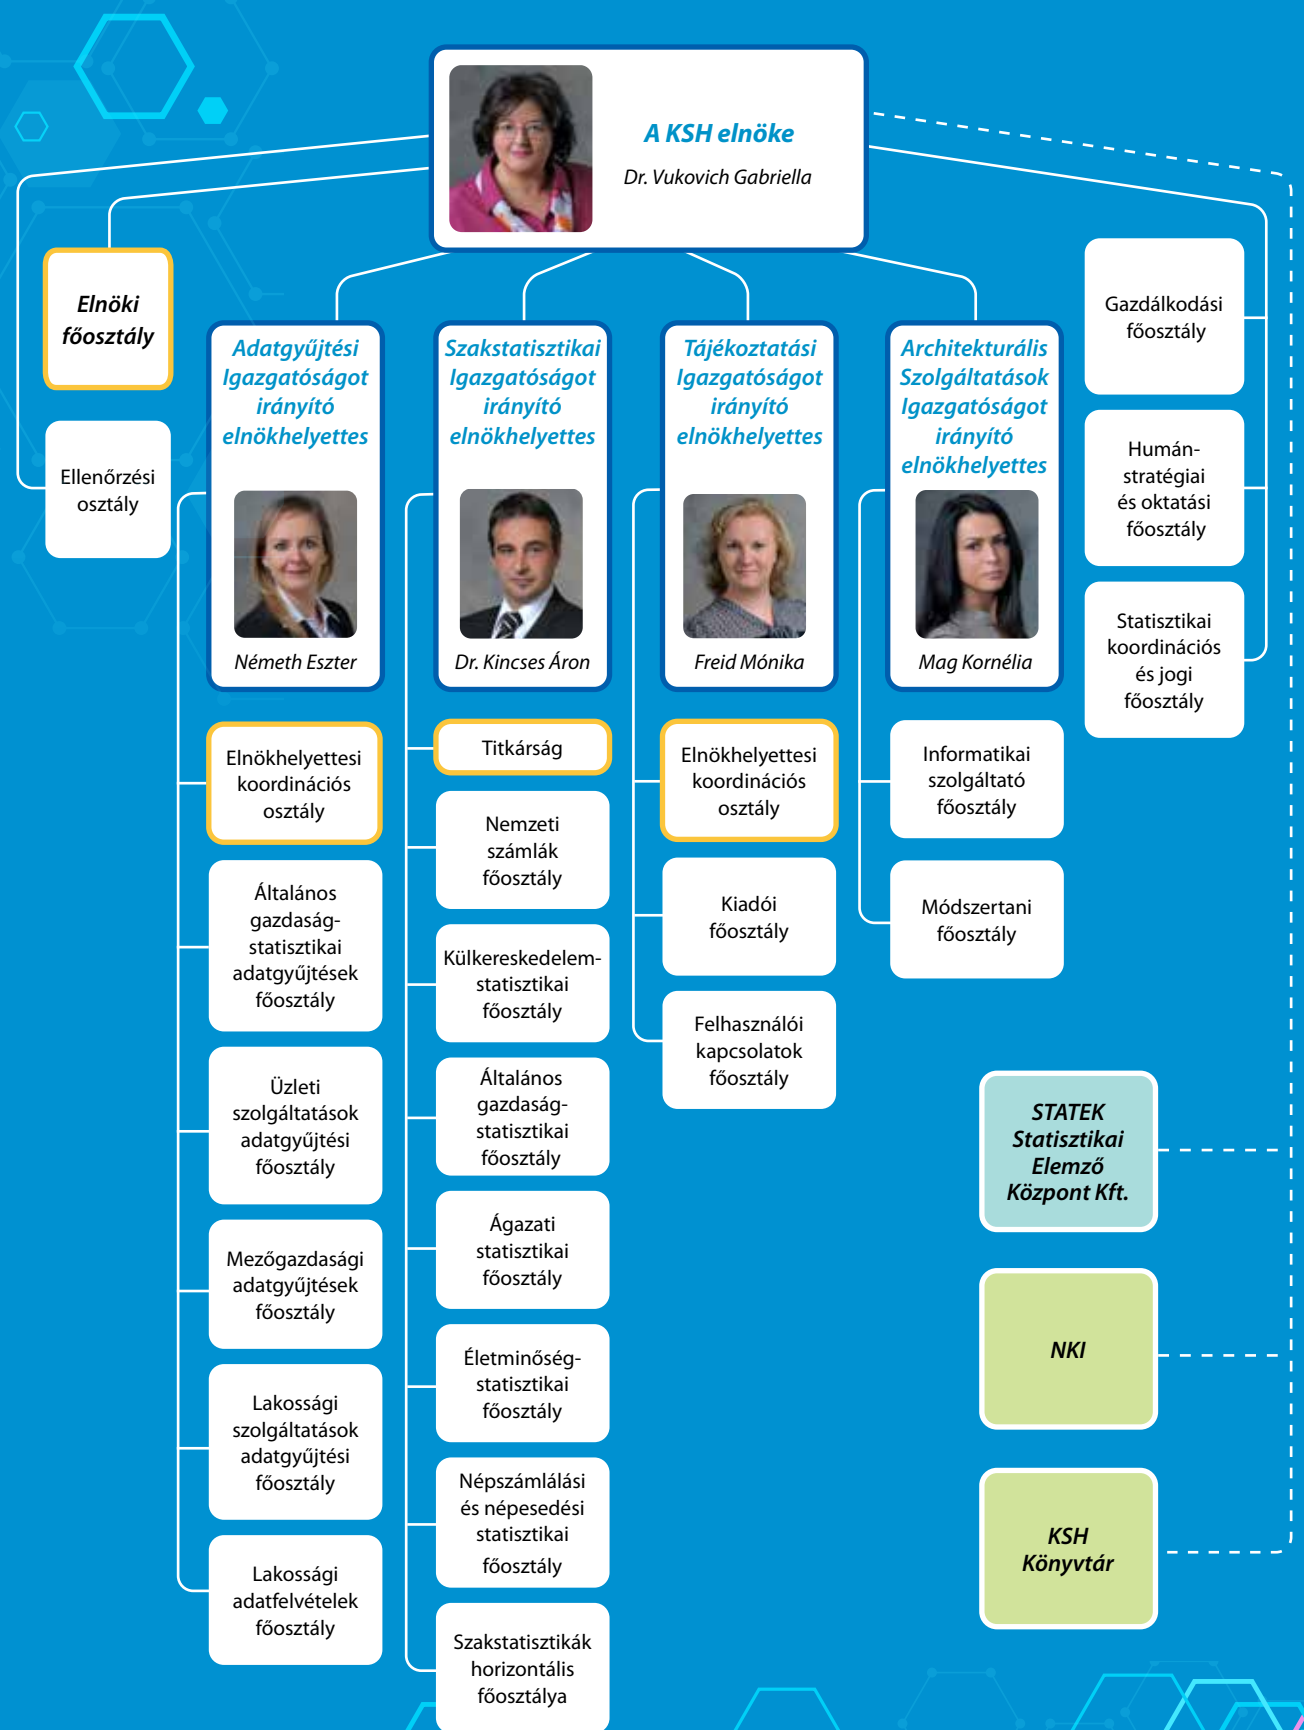 A KSH elnöke
Dr. Vukovich Gabriella
Elnöki
főosztály
Ellenőrzési
osztály
Adatgyűjtési
Igazgatóságot
irányító
elnökhelyettes
Németh Eszter
Elnökhelyettesi
koordinációs
osztály
Általános
gazdaság-
statisztikai
adatgyűjtések
főosztály
Üzleti
szolgáltatások
adatgyűjtési
főosztály
Mezőgazdasági
adatgyűjtések
főosztály
Lakossági
szolgáltatások
adatgyűjtési
főosztály
Lakossági
adatfelvételek
főosztály
Szakstatisztikai
Igazgatóságot
irányító
elnökhelyettes
Dr. Kincses Áron
Titkárság
Nemzeti
számlák
főosztály
Külkereskedelem-
statisztikai
főosztály
Általános
gazdaság-
statisztikai
főosztály
Ágazati
statisztikai
főosztály
Életminőség-
statisztikai
főosztály
Népszámlálási
és népesedési
statisztikai
főosztály
Szakstatisztikák
horizontális
főosztálya
Tájékoztatási
Igazgatóságot
irányító
elnökhelyettes
Freid Mónika
Elnökhelyettesi
koordinációs
osztály
Kiadói
főosztály
Felhasználói
kapcsolatok
főosztály
Architekturális
Szolgáltatások
Igazgatóságot
irányító
elnökhelyettes
Mag Kornélia
Informatikai
szolgáltató
főosztály
Módszertani
főosztály
Gazdálkodási
főosztály
Humán-
stratégiai
és oktatási
főosztály
Statisztikai
koordinációs
és jogi
főosztály
STATEK
Statisztikai
Elemző
Központ Kft.
NKI
KSH
Könyvtár